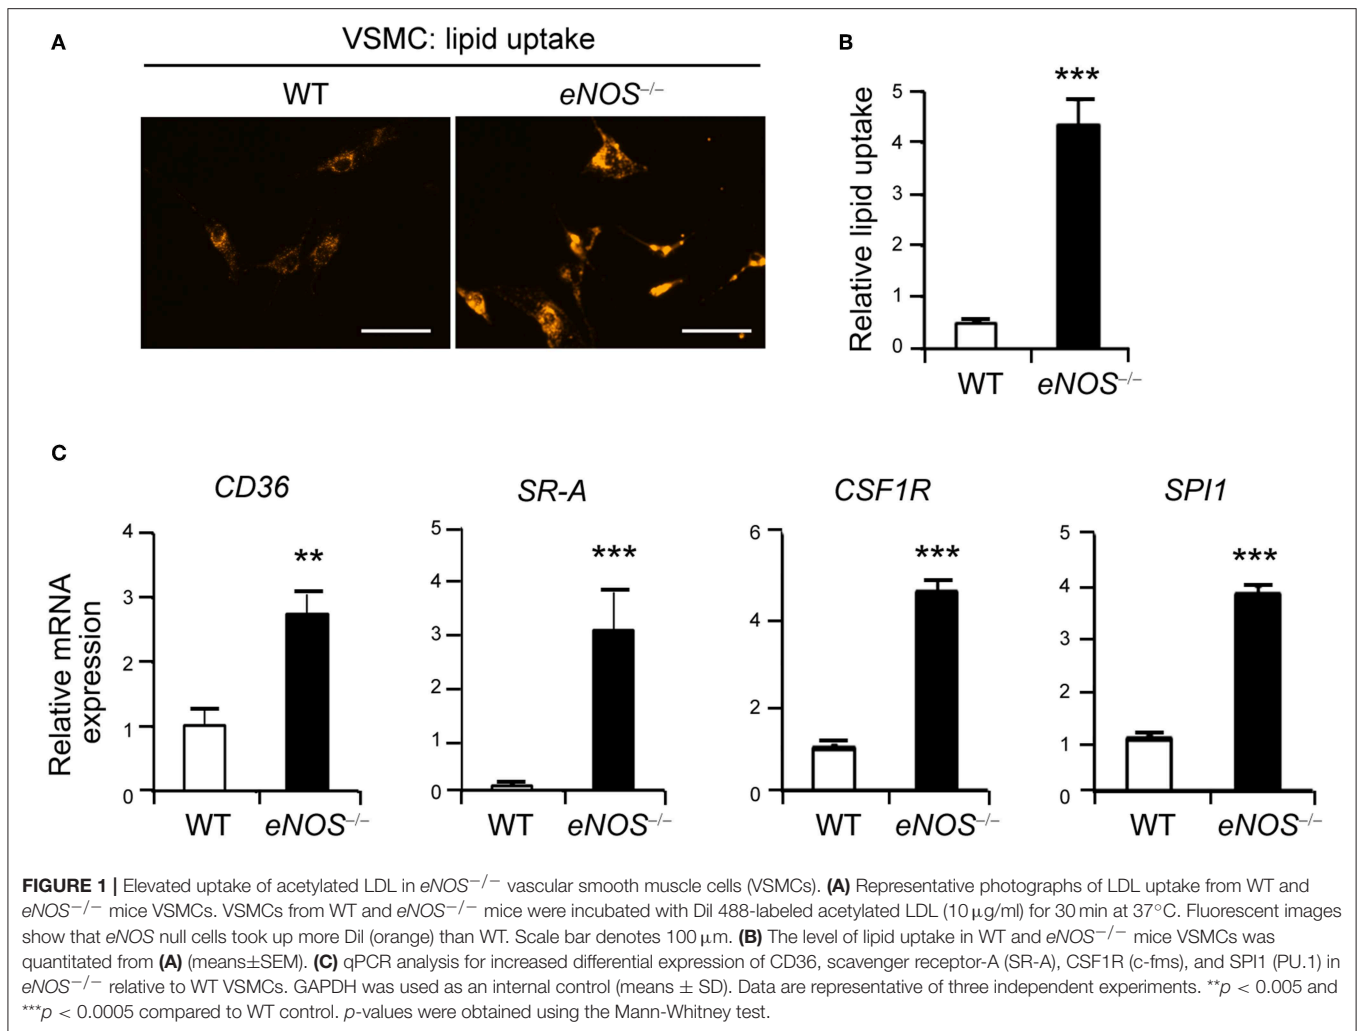 A
VSMC: lipid uptake
WT
eNOS−/−
B
***
Relative lipid uptake
5
4
3
2
1
0
WT
eNOS−/−
C
CD36
SR-A
CSF1R
SPI1
Relative mRNA
expression
4
3
2
1
0
**
WT
eNOS−/−
5
4
3
2
1
0
***
WT
eNOS−/−
6
4
2
0
***
WT
eNOS−/−
5
4
3
2
1
0
***
WT
eNOS−/−
FIGURE 1 | Elevated uptake of acetylated LDL in eNOS−/− vascular smooth muscle cells (VSMCs). (A) Representative photographs of LDL uptake from WT and
eNOS−/− mice VSMCs. VSMCs from WT and eNOS−/− mice were incubated with Dil 488-labeled acetylated LDL (10 μg/ml) for 30 min at 37°C. Fluorescent images
show that eNOS null cells took up more Dil (orange) than WT. Scale bar denotes 100 μm. (B) The level of lipid uptake in WT and eNOS−/− mice VSMCs was
quantitated from (A) (means±SEM). (C) qPCR analysis for increased differential expression of CD36, scavenger receptor-A (SR-A), CSF1R (c-fms), and SPI1 (PU.1) in
eNOS−/− relative to WT VSMCs. GAPDH was used as an internal control (means ± SD). Data are representative of three independent experiments. **p < 0.005 and
***p < 0.0005 compared to WT control. p-values were obtained using the Mann-Whitney test.